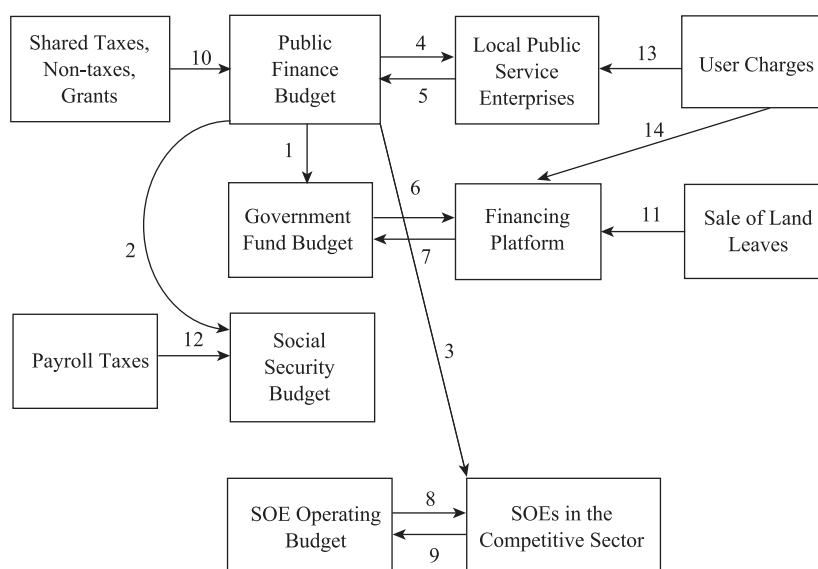 Shared Taxes,
Non-taxes,
Grants
10
Public
Finance
Budget
4
5
Local Public
Service
Enterprises
13
User Charges
14
1
2
Government
Fund Budget
6
7
Financing
Platform
11
Sale of Land
Leaves
Payroll Taxes
12
Social
Security
Budget
3
SOE Operating
Budget
8
9
SOEs in the
Competitive Sector